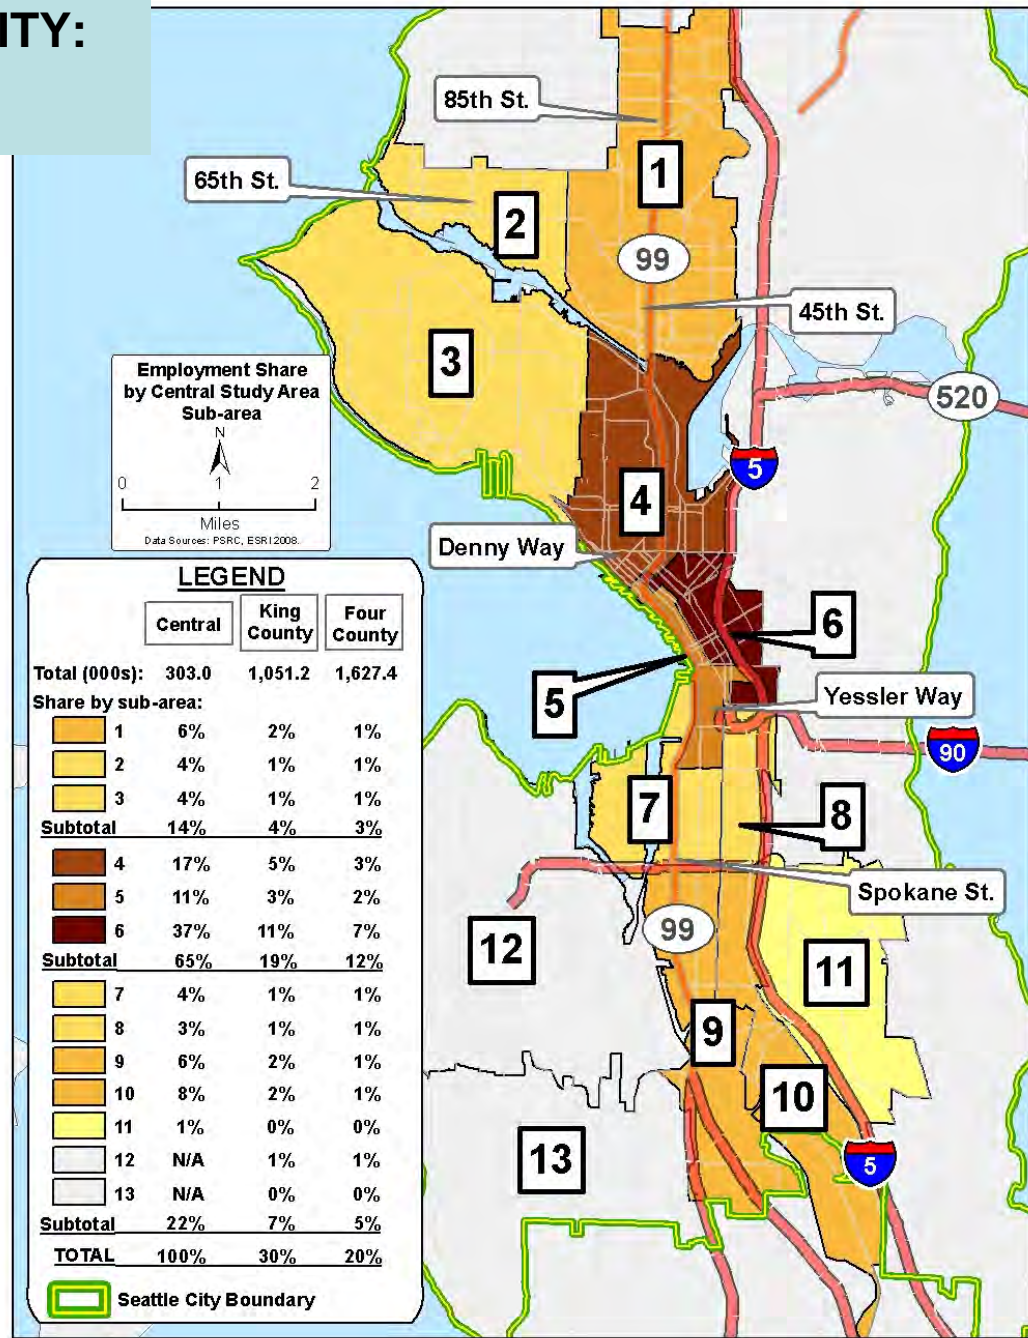 ITY:
85th St.
1
65th St.
2
99
45th St.
3
Employment Share
by Central Study Area
Sub-area
N
0 1 2
Miles
Data Sources: PSRC, ESRI 2008.
520
5
4
Denny Way
6
5
Yessler Way
90
7
8
Spokane St.
99
12
11
9
10
13
5
LEGEND
Central King County Four County
Total (000s): 303.0 1,051.2 1,627.4
Share by sub-area:
1 6% 2% 1%
2 4% 1% 1%
3 4% 1% 1%
Subtotal 14% 4% 3%
4 17% 5% 3%
5 11% 3% 2%
6 37% 11% 7%
Subtotal 65% 19% 12%
7 4% 1% 1%
8 3% 1% 1%
9 6% 2% 1%
10 8% 2% 1%
11 1% 0% 0%
12 N/A 1% 1%
13 N/A 0% 0%
Subtotal 22% 7% 5%
TOTAL 100% 30% 20%
Seattle City Boundary